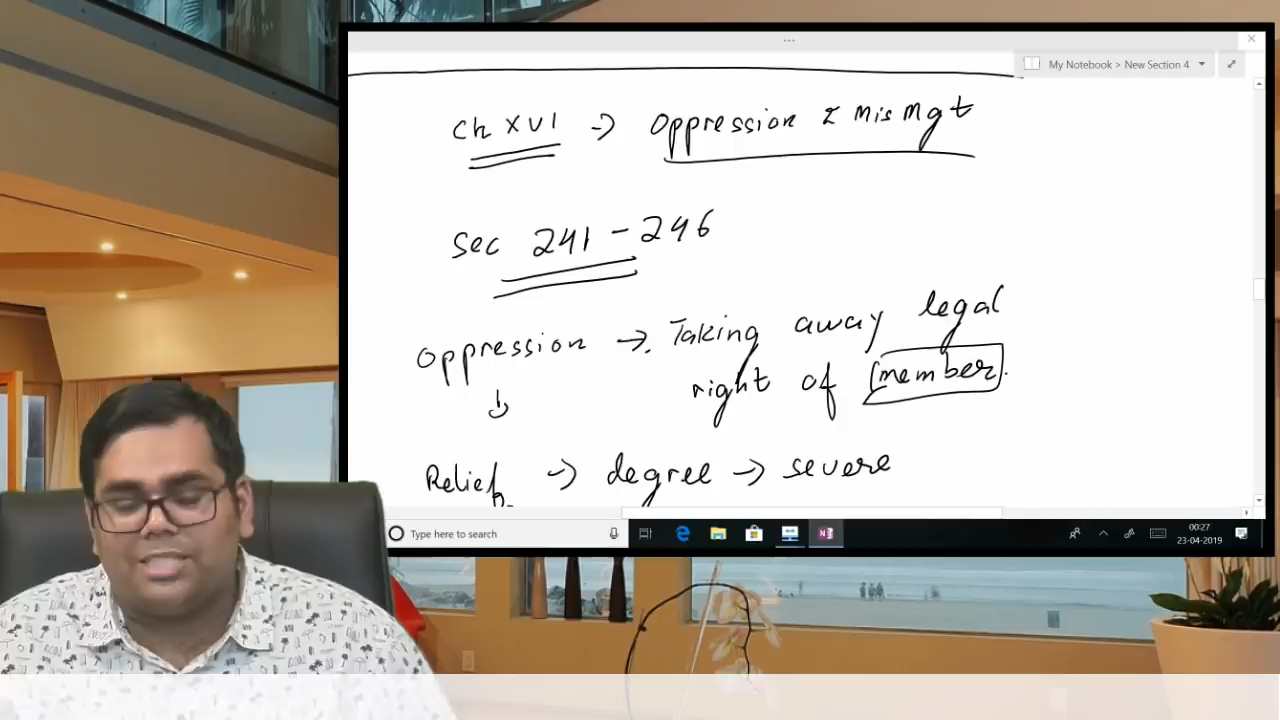 My Notebook > New Section 4
Ch XVI → Oppression & MisMgt
Sec 241 - 246
Oppression → Taking away legal
right of member.
Relief → degree → severe
Type here to search
00:27
23-04-2019